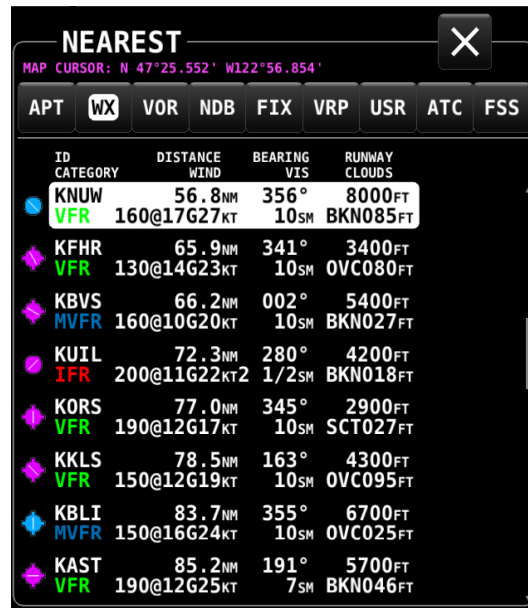 NEAREST
MAP CURSOR: N 47°25.552' W122°56.854'
APT WX VOR NDB FIX VRP USR ATC FSS
ID DISTANCE BEARING RUNWAY
CATEGORY WIND VIS CLOUDS
KNUW 56.8NM 356° 8000FT
VFR 160@17G27KT 10SM BKN085FT
KFHR 65.9NM 341° 3400FT
VFR 130@14G23KT 10SM OVC080FT
KBVS 66.2NM 002° 5400FT
MVFR 160@10G20KT 10SM BKN027FT
KUIL 72.3NM 280° 4200FT
IFR 200@11G22KT2 1/2SM BKN018FT
KORS 77.0NM 345° 2900FT
VFR 190@12G17KT 10SM SCT027FT
KKLS 78.5NM 163° 4300FT
VFR 150@12G19KT 10SM OVC095FT
KBLI 83.7NM 355° 6700FT
MVFR 150@16G24KT 10SM OVC025FT
KAST 85.2NM 191° 5700FT
VFR 190@12G25KT 7SM BKN046FT